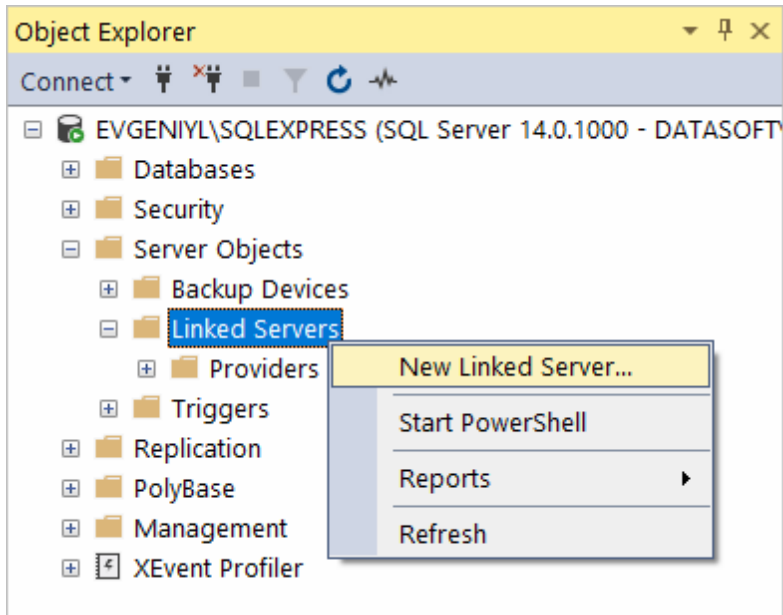 Object Explorer
Connect
EVGENIYL\SQLEXPRESS (SQL Server 14.0.1000 - DATASOFT
Databases
Security
Server Objects
Backup Devices
Linked Servers
Providers
Triggers
Replication
PolyBase
Management
XEvent Profiler
New Linked Server...
Start PowerShell
Reports
Refresh